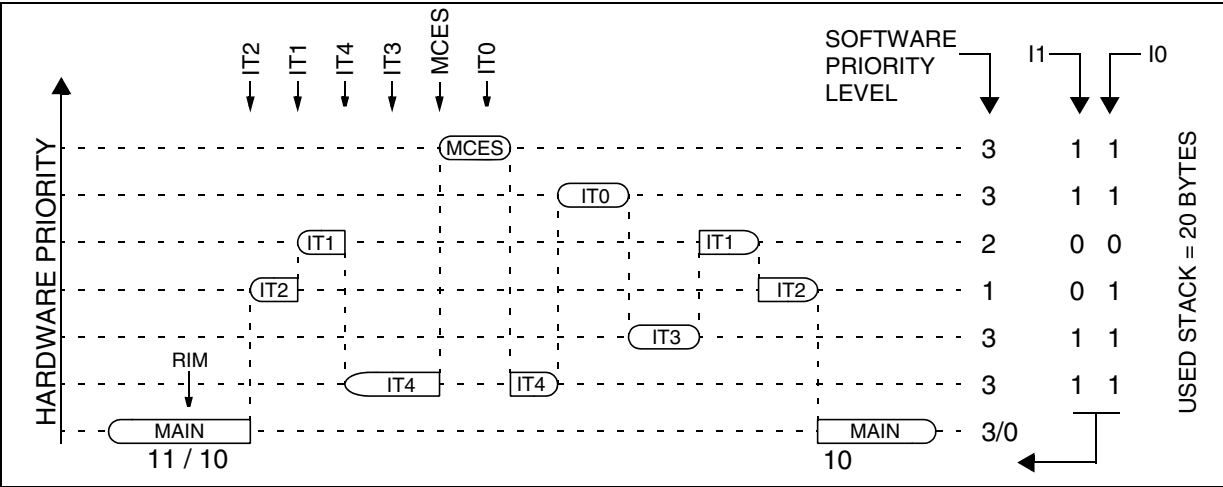 IT2
IT1
IT4
IT3
MCES
IT0
SOFTWARE
PRIORITY
LEVEL
I1
I0
HARDWARE PRIORITY
MCES
3
1 1
IT0
3
1 1
IT1
IT1
2
0 0
IT2
IT2
1
0 1
IT3
3
1 1
RIM
IT4
IT4
3
1 1
MAIN
MAIN
3/0
11 / 10
10
USED STACK = 20 BYTES